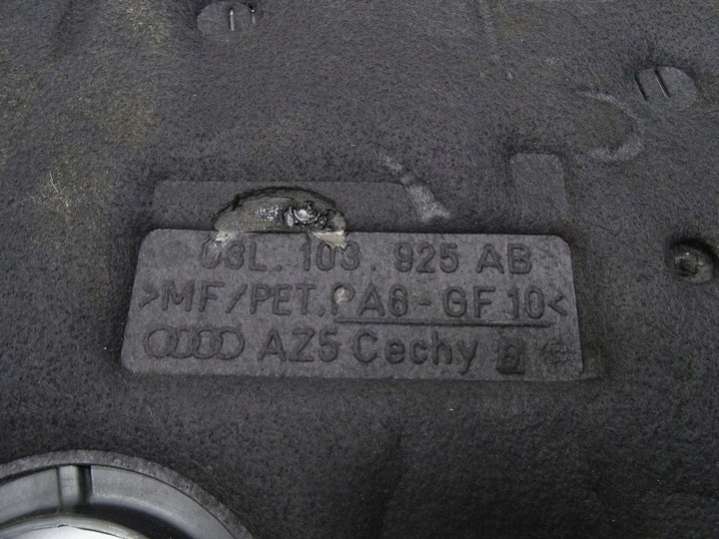 03L. 103. 925 AB
>MF/PET.PA6-GF10<
AZ5 Cechy